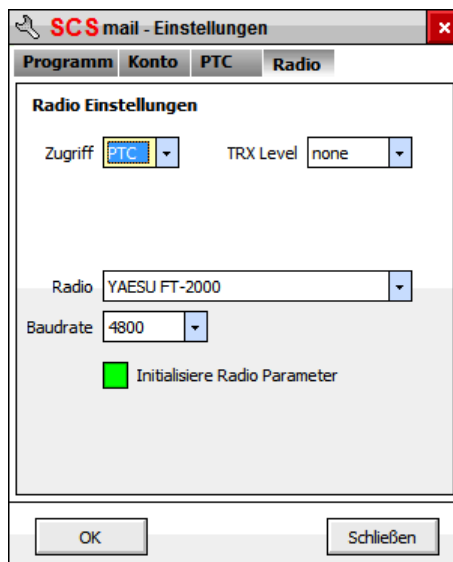 SCS mail - Einstellungen
Programm Konto PTC Radio
Radio Einstellungen
Zugriff PTC TRX Level none
Radio YAESU FT-2000
Baudrate 4800
Initialisiere Radio Parameter
OK Schließen